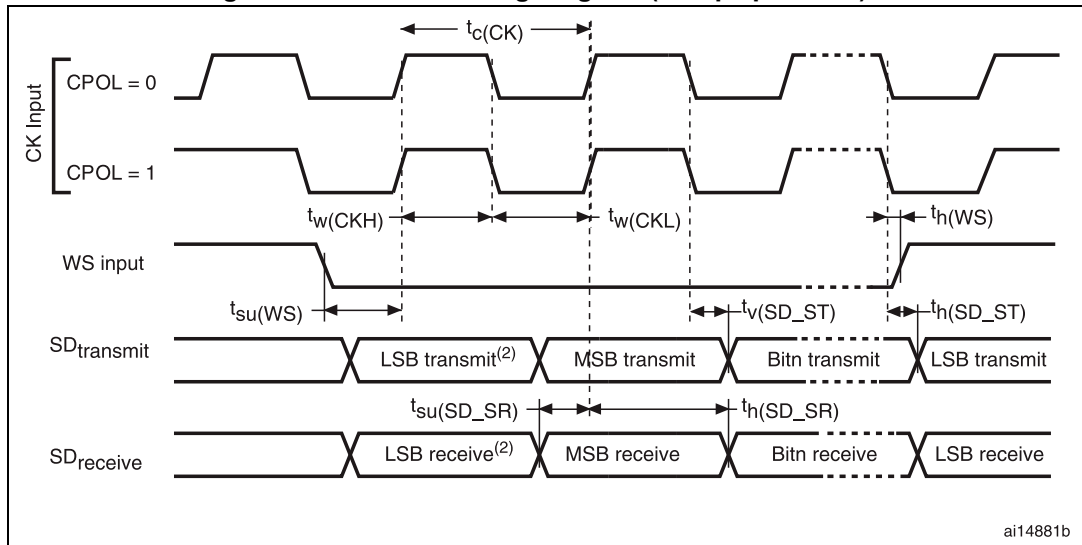 tc(CK)
CK Input
CPOL = 0
CPOL = 1
tw(CKH)
tw(CKL)
th(WS)
WS input
tsu(WS)
tv(SD_ST)
th(SD_ST)
SDtransmit
LSB transmit(2)
MSB transmit
Bitn transmit
LSB transmit
tsu(SD_SR)
th(SD_SR)
SDreceive
LSB receive(2)
MSB receive
Bitn receive
LSB receive
ai14881b